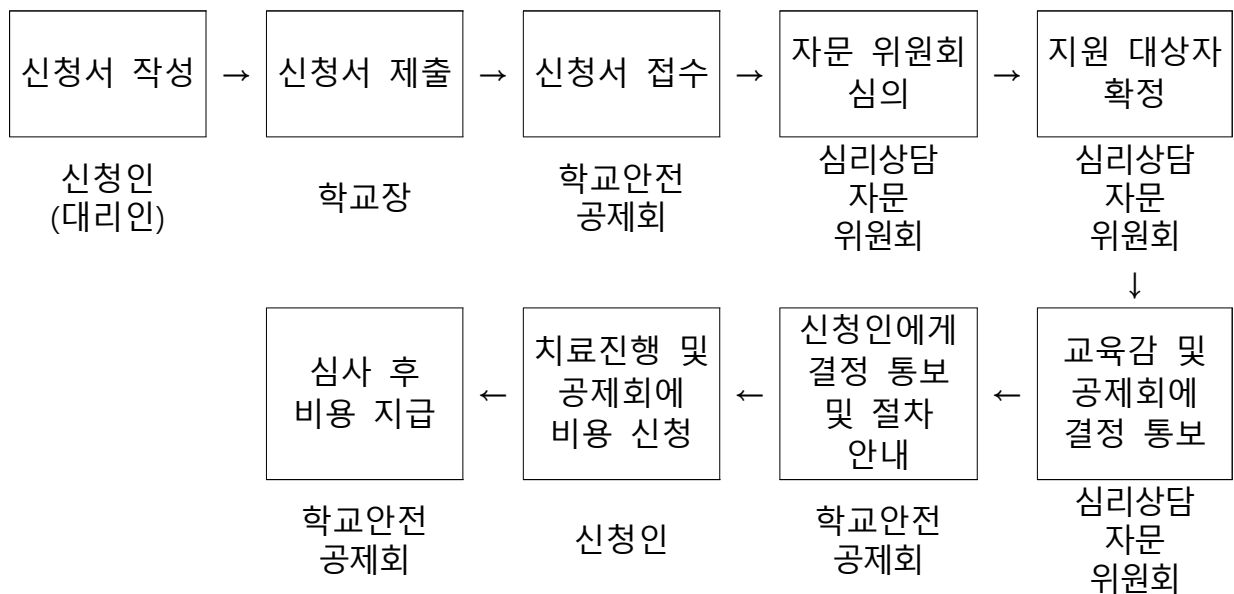 신청서 작성
→
신청서 제출
→
신청서 접수
→
자문 위원회
심의
→
지원 대상자
확정
신청인
(대리인)
학교장
학교안전
공제회
심리상담
자문
위원회
심리상담
자문
위원회
↓
교육감 및
공제회에
결정 통보
←
신청인에게
결정 통보
및 절차
안내
←
치료진행 및
공제회에
비용 신청
←
심사 후
비용 지급
심리상담
자문
위원회
학교안전
공제회
신청인
학교안전
공제회